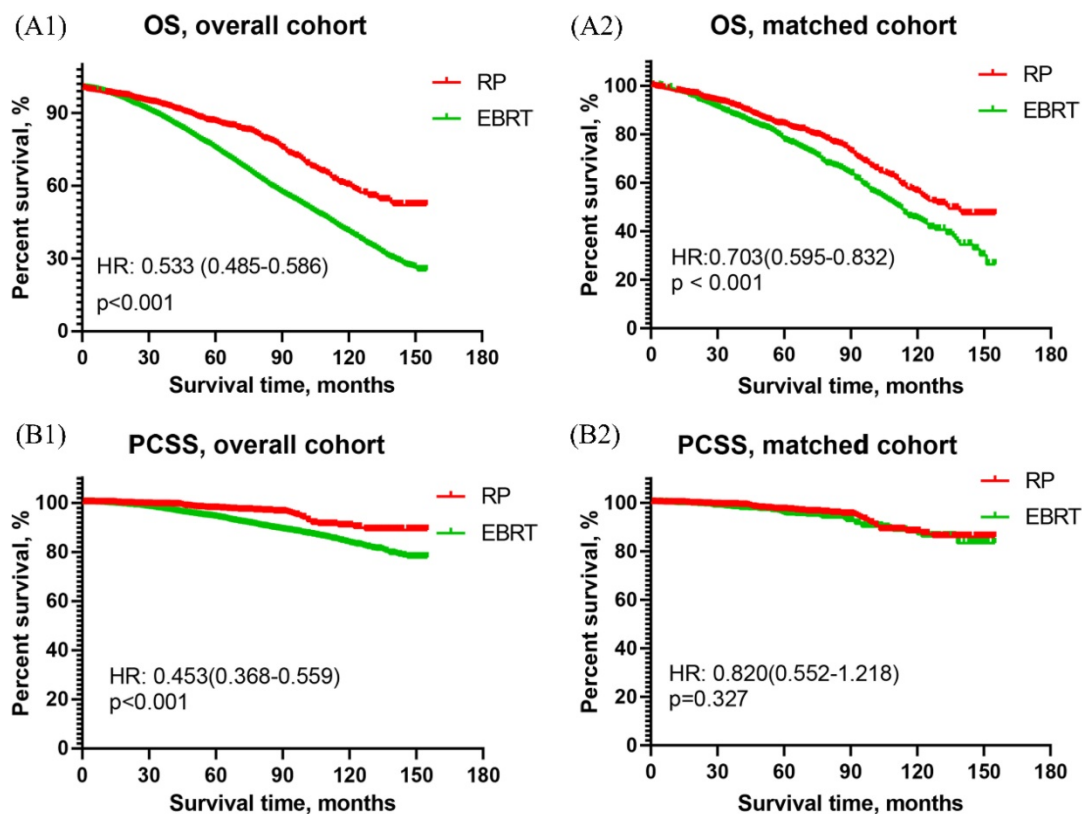 (A1)
OS, overall cohort
RP
EBRT
Percent survival, %
90
60
30
0
HR: 0.533 (0.485-0.586)
p<0.001
0 30 60 90 120 150 180
Survival time, months
(A2)
OS, matched cohort
RP
EBRT
Percent survival, %
100
80
60
40
20
0
HR:0.703(0.595-0.832)
p < 0.001
0 30 60 90 120 150 180
Survival time, months
(B1)
PCSS, overall cohort
RP
EBRT
Percent survival, %
100
80
60
40
20
0
HR: 0.453(0.368-0.559)
p<0.001
0 30 60 90 120 150 180
Survival time, months
(B2)
PCSS, matched cohort
RP
EBRT
Percent survival, %
100
80
60
40
20
0
HR: 0.820(0.552-1.218)
p=0.327
0 30 60 90 120 150 180
Survival time, months